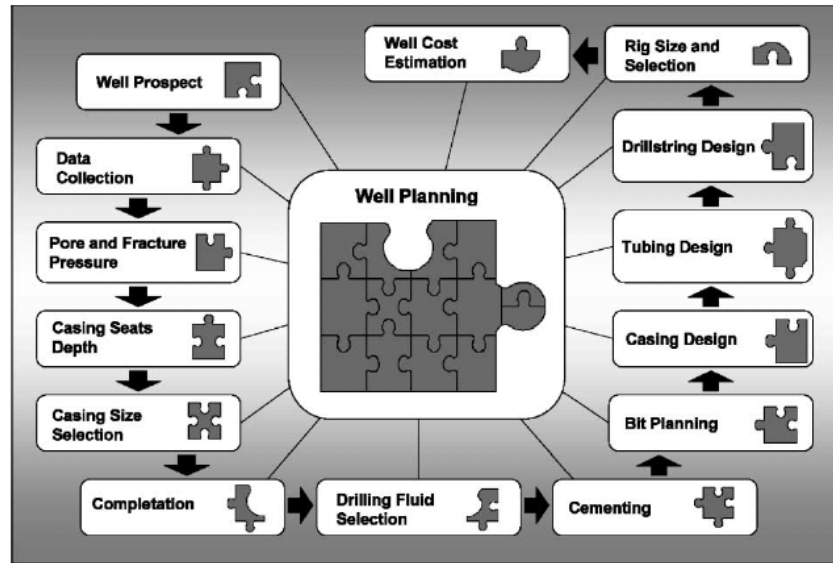 Well Prospect
Data
Collection
Pore and Fracture
Pressure
Casing Seats
Depth
Casing Size
Selection
Completation
Drilling Fluid
Selection
Cementing
Bit Planning
Casing Design
Tubing Design
Drillstring Design
Rig Size and
Selection
Well Cost
Estimation
Well Planning